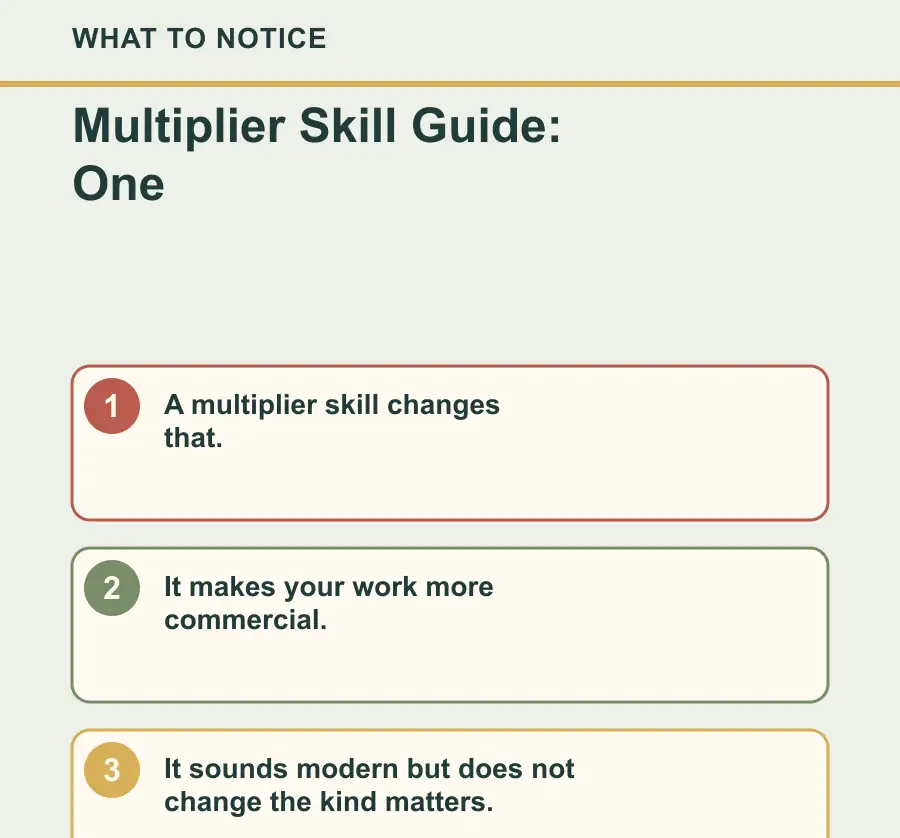 WHAT TO NOTICE
Multiplier Skill Guide:
One
1
A multiplier skill changes
that.
2
It makes your work more
commercial.
3
It sounds modern but does not
change the kind matters.